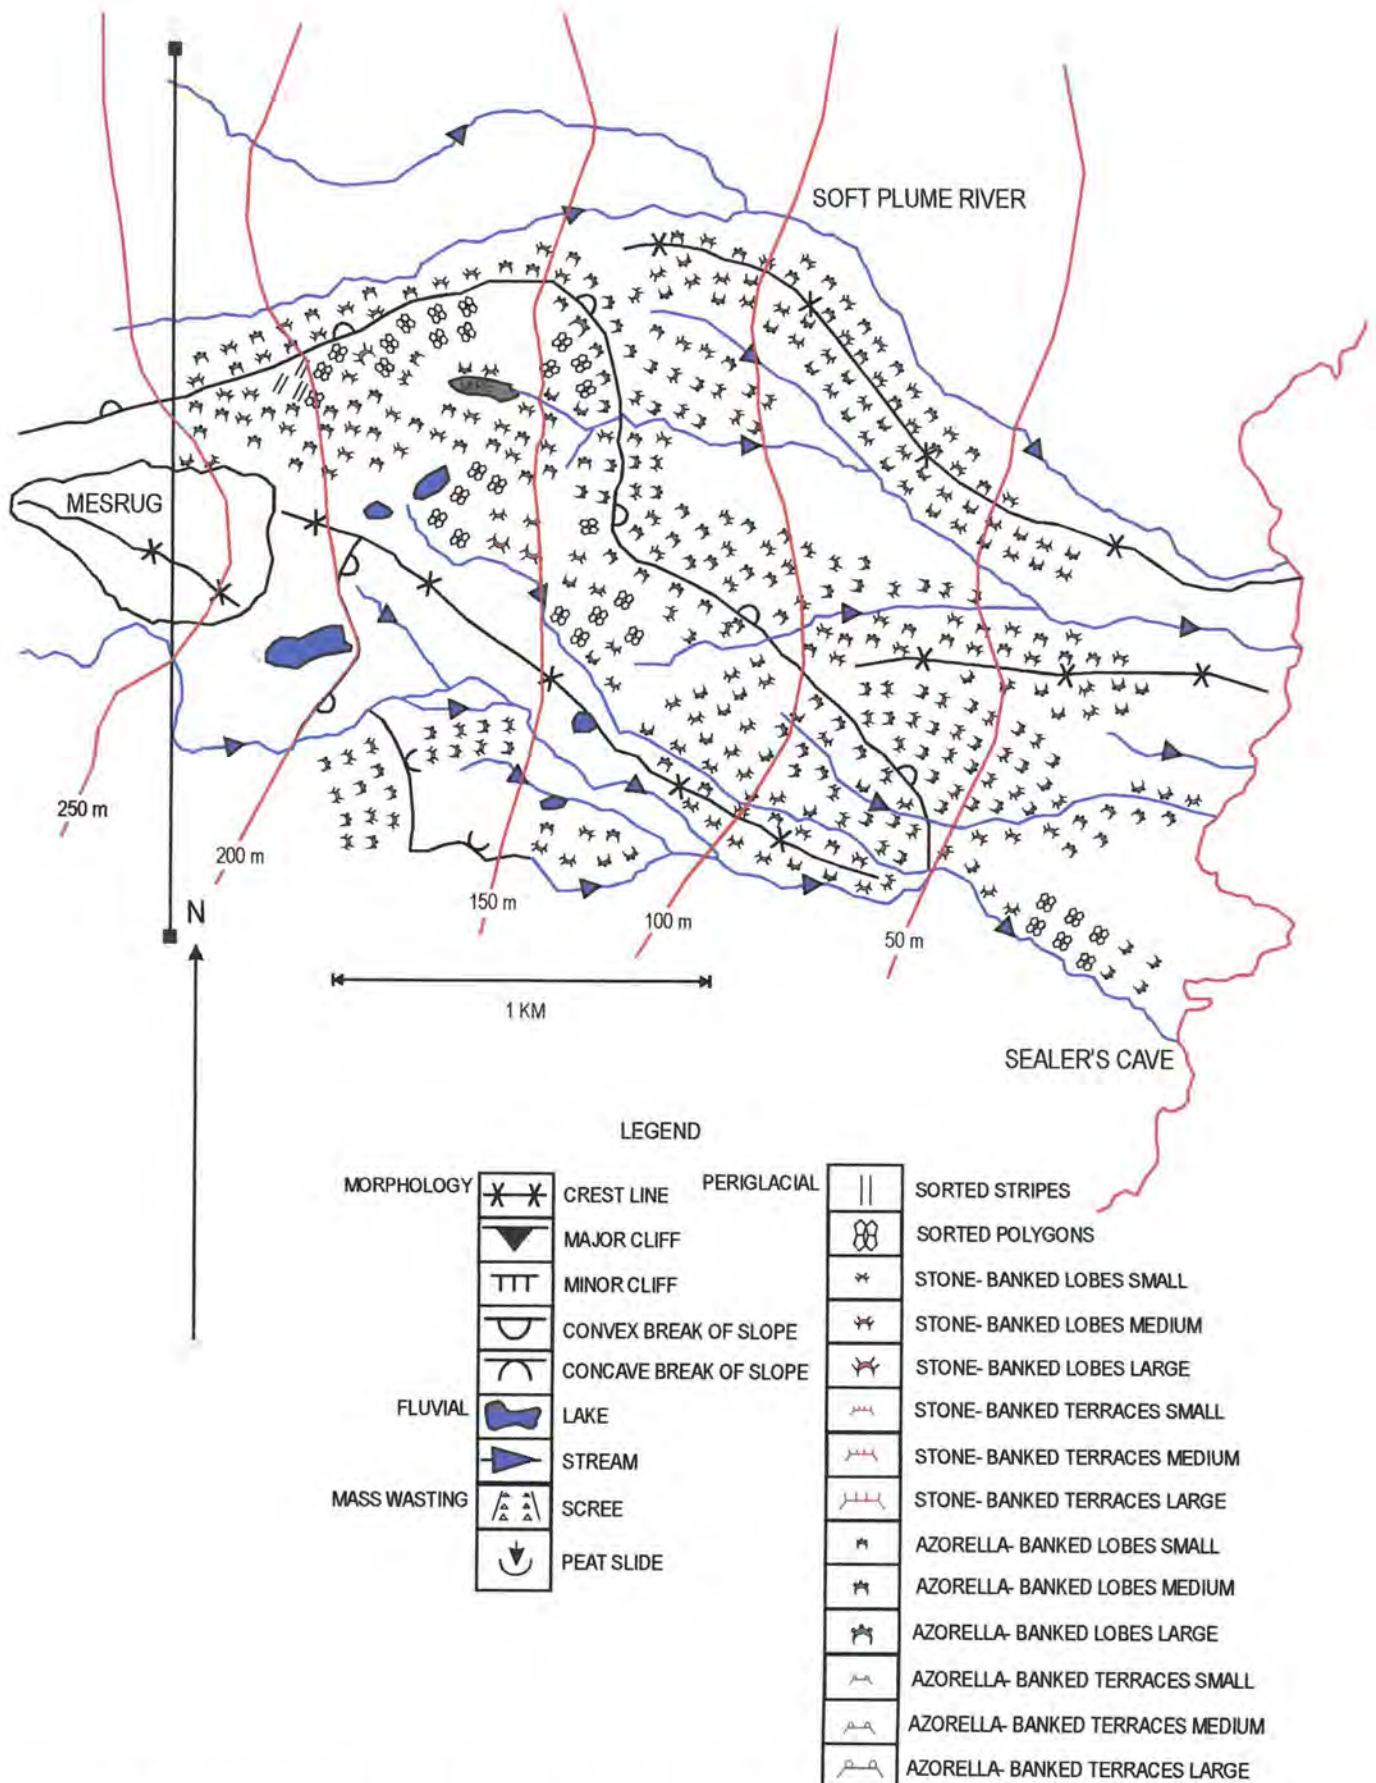 SOFT PLUME RIVER
MESRUG
250 m
200 m
150 m
100 m
50 m
N
1 KM
SEALER'S CAVE
LEGEND
MORPHOLOGY
CREST LINE
MAJOR CLIFF
MINOR CLIFF
CONVEX BREAK OF SLOPE
CONCAVE BREAK OF SLOPE
FLUVIAL
LAKE
STREAM
MASS WASTING
SCREE
PEAT SLIDE
PERIGLACIAL
SORTED STRIPES
SORTED POLYGONS
STONE- BANKED LOBES SMALL
STONE- BANKED LOBES MEDIUM
STONE- BANKED LOBES LARGE
STONE- BANKED TERRACES SMALL
STONE- BANKED TERRACES MEDIUM
STONE- BANKED TERRACES LARGE
AZORELLA- BANKED LOBES SMALL
AZORELLA- BANKED LOBES MEDIUM
AZORELLA- BANKED LOBES LARGE
AZORELLA- BANKED TERRACES SMALL
AZORELLA- BANKED TERRACES MEDIUM
AZORELLA- BANKED TERRACES LARGE